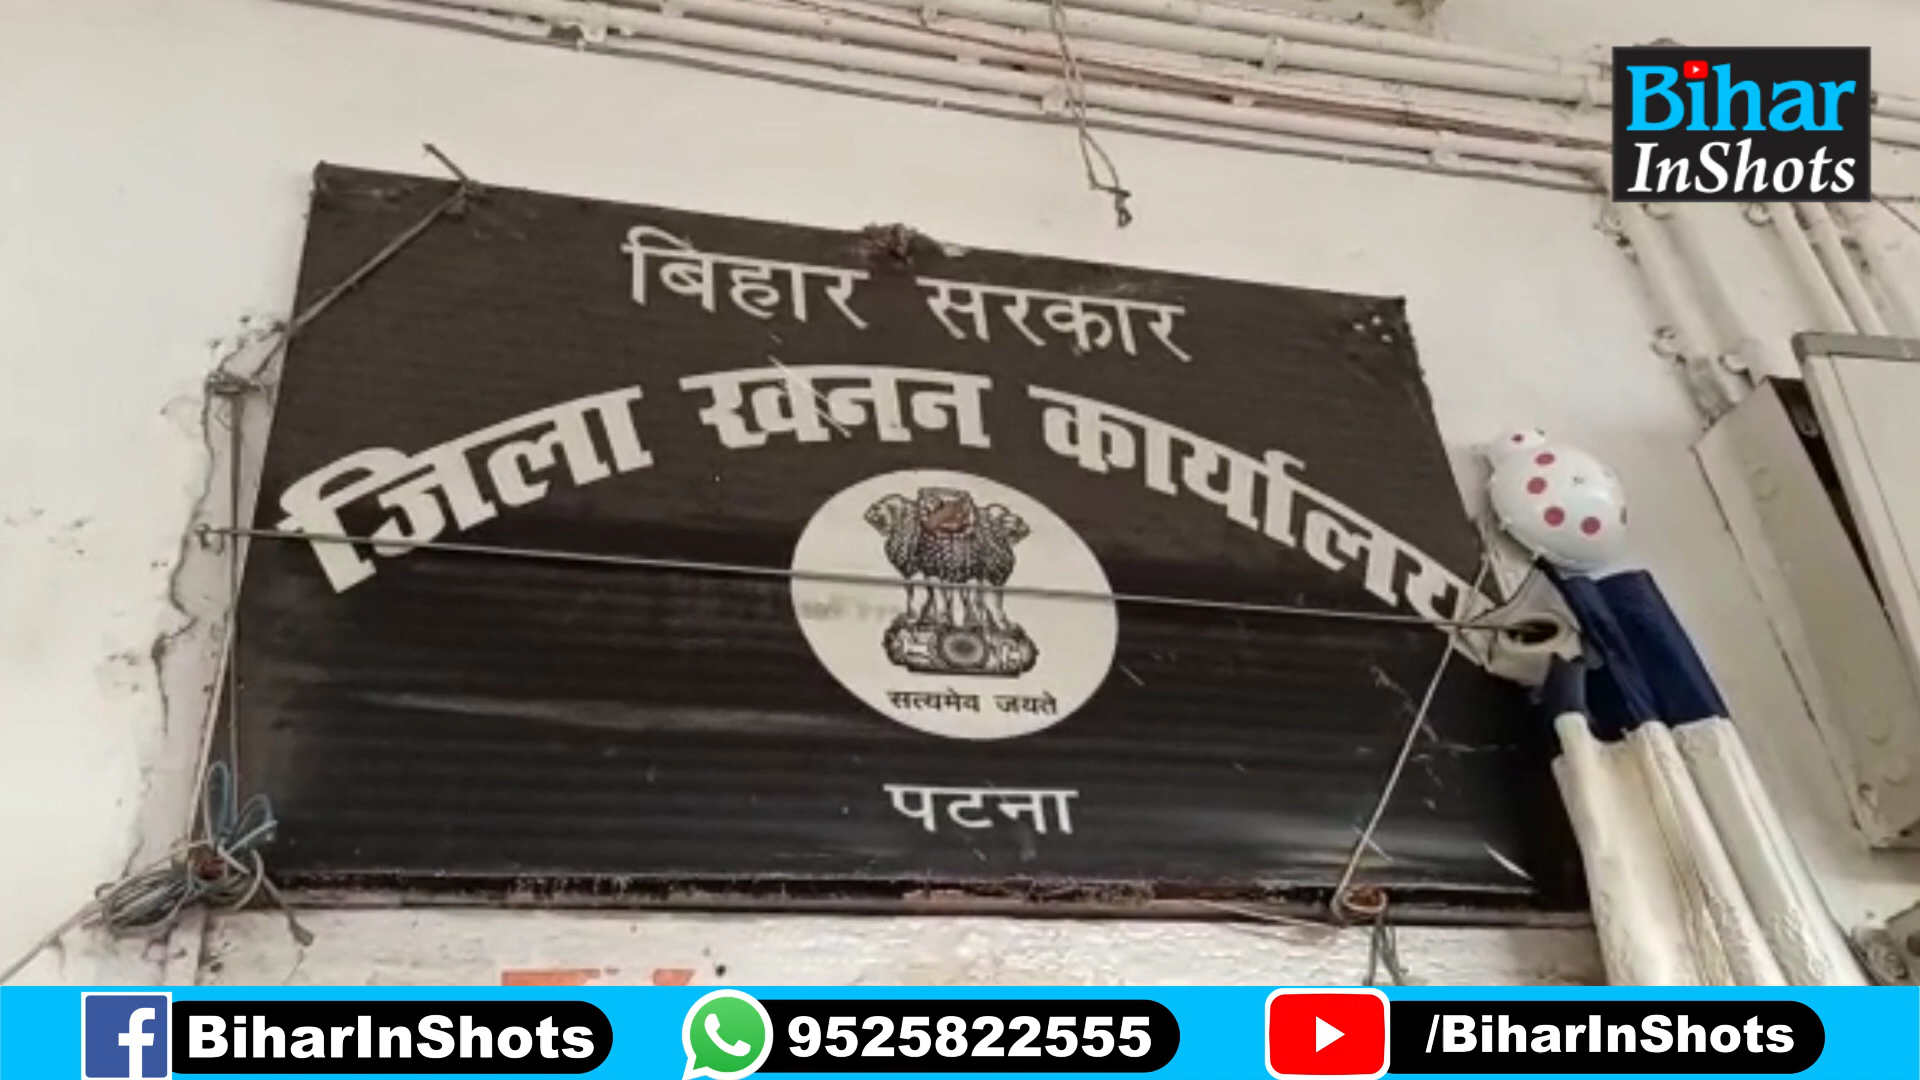 Bihar
InShots
बिहार सरकार
जिला खनन कार्यालय
सत्यमेव जयते
पटना
BiharInShots
9525822555
/BiharInShots